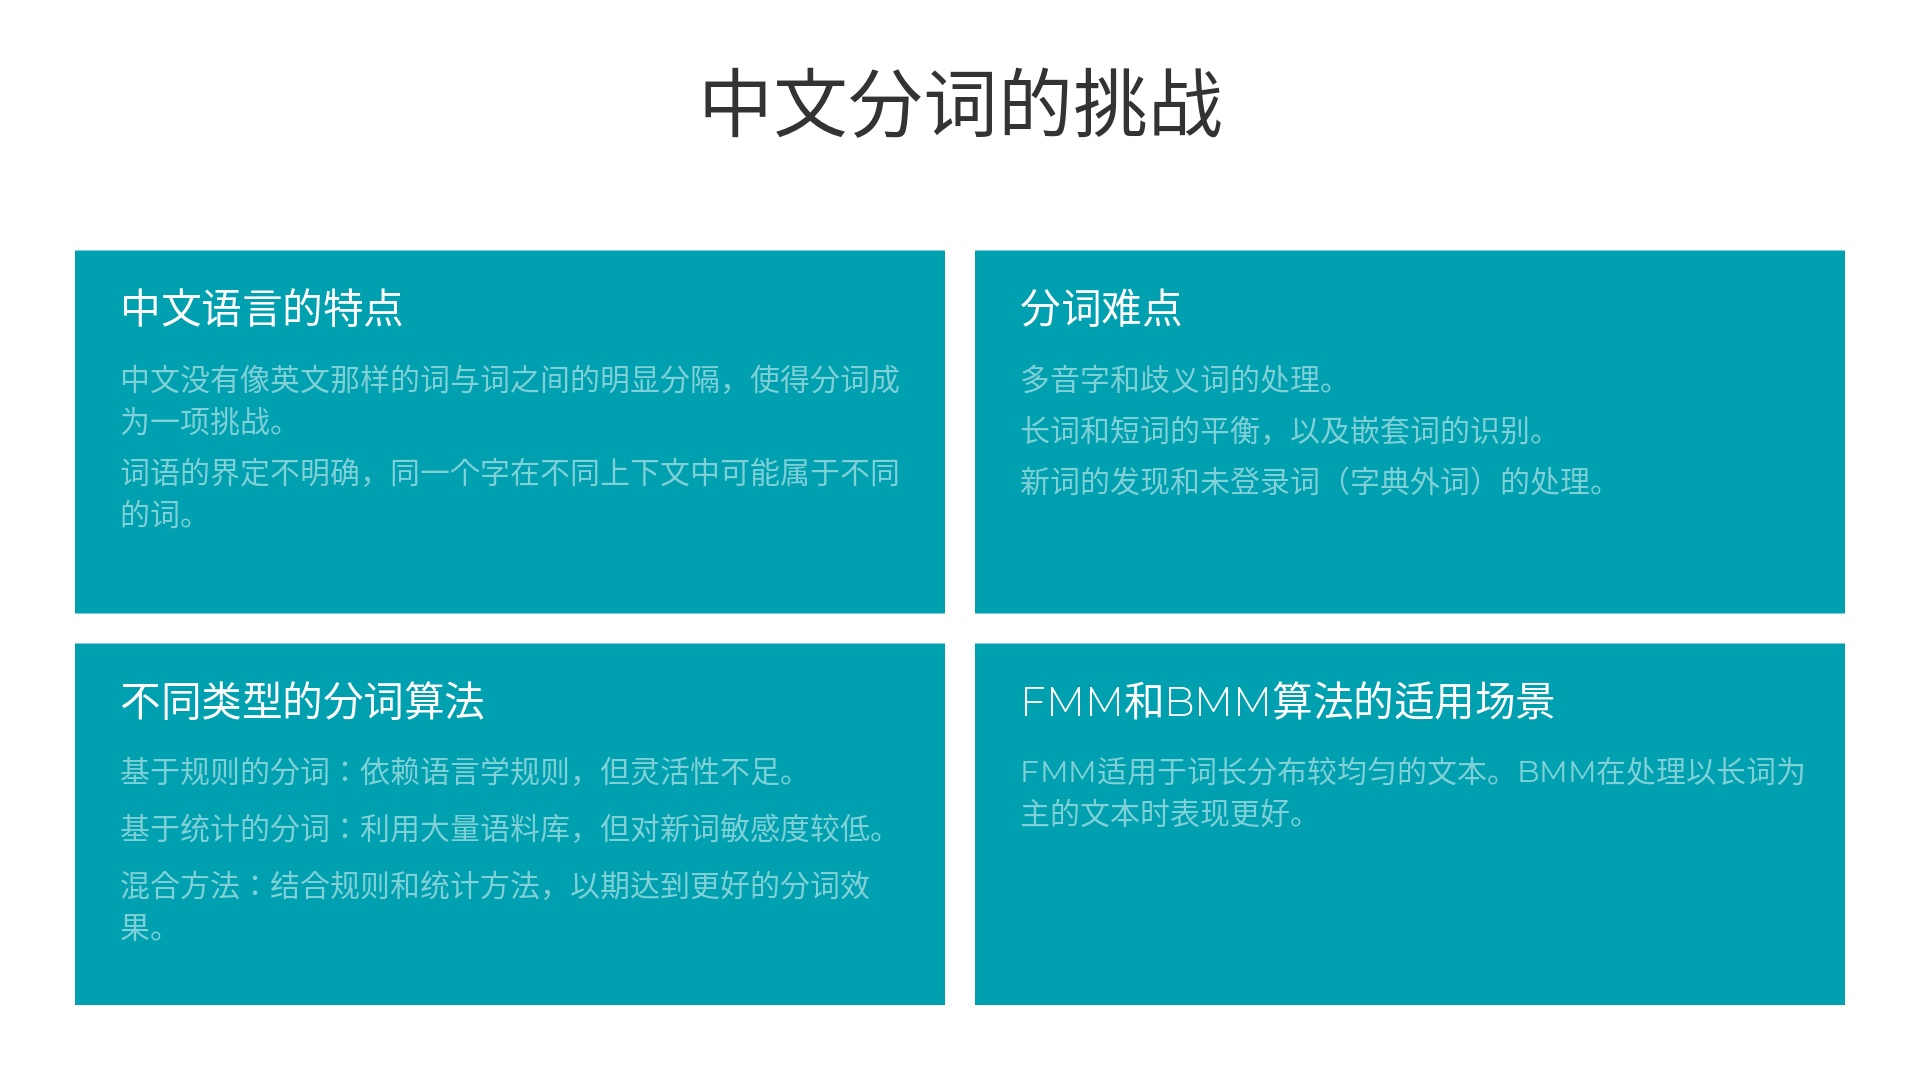 中文分词的挑战
中文语言的特点
中文没有像英文那样的词与词之间的明显分隔，使得分词成
为一项挑战。
词语的界定不明确，同一个字在不同上下文中可能属于不同
的词。
分词难点
多音字和歧义词的处理。
长词和短词的平衡，以及嵌套词的识别。
新词的发现和未登录词（字典外词）的处理。
不同类型的分词算法
基于规则的分词：依赖语言学规则，但灵活性不足。
基于统计的分词：利用大量语料库，但对新词敏感度较低。
混合方法：结合规则和统计方法，以期达到更好的分词效
果。
FMM和BMM算法的适用场景
FMM适用于词长分布较均匀的文本。BMM在处理以长词为
主的文本时表现更好。